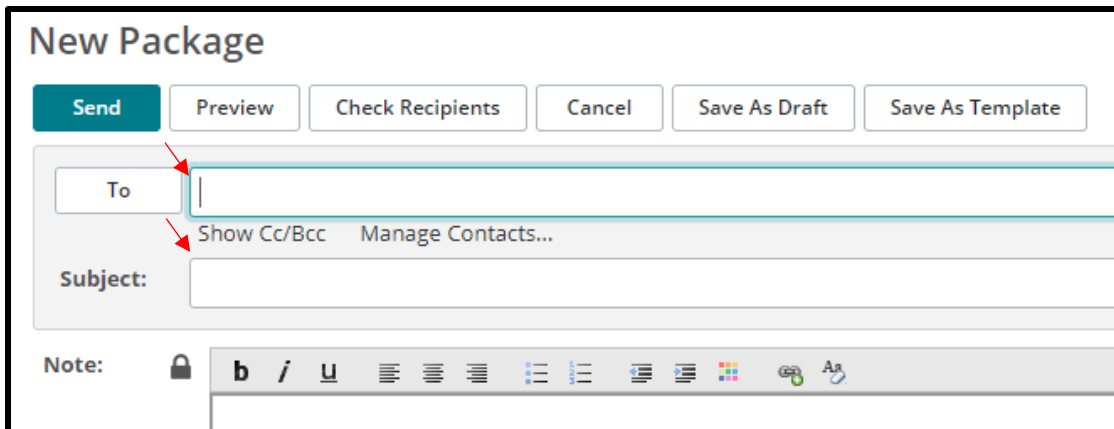 New Package
Send Preview Check Recipients Cancel Save As Draft Save As Template
To
Show Cc/Bcc Manage Contacts...
Subject:
Note: b i u